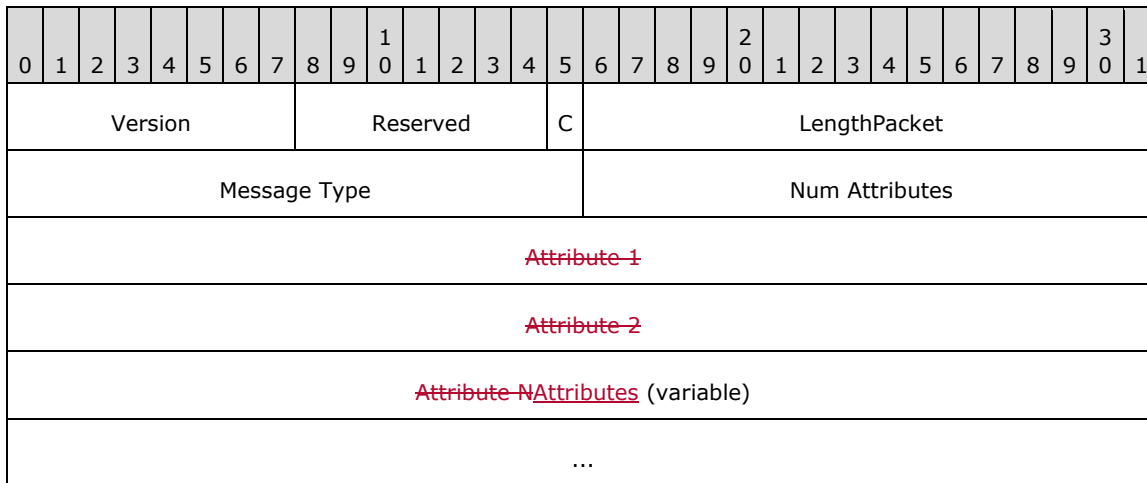 1 2 3
0 1 2 3 4 5 6 7 8 9 0 1 2 3 4 5 6 7 8 9 0 1 2 3 4 5 6 7 8 9 0 1
Version Reserved C LengthPacket
Message Type Num Attributes
Attribute 1
Attribute 2
Attribute NAttributes (variable)
...